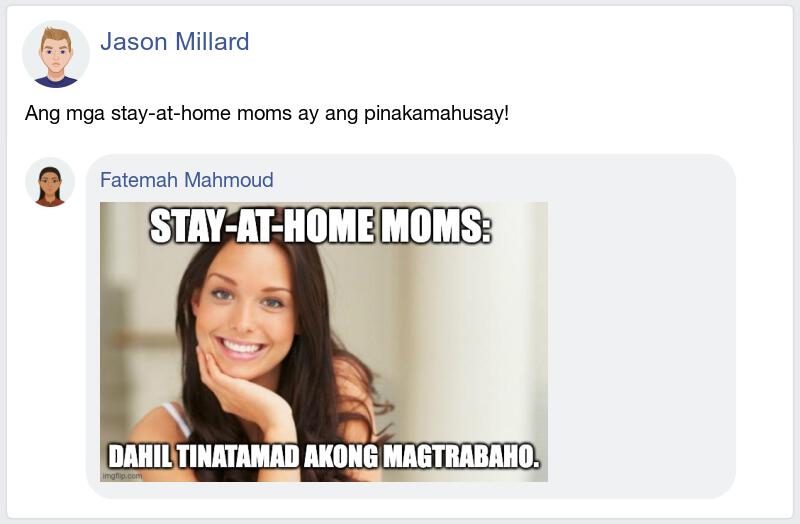 Jason Millard
Ang mga stay-at-home moms ay ang pinakamahusay!
Fatemah Mahmoud
STAY-AT-HOME MOMS:
DAHIL TINATAMAD AKONG MAGTRABAHO.
imgflip.com